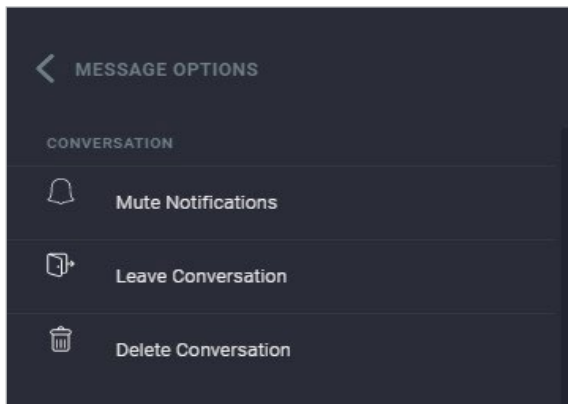 MESSAGE OPTIONS
CONVERSATION
Mute Notifications
Leave Conversation
Delete Conversation